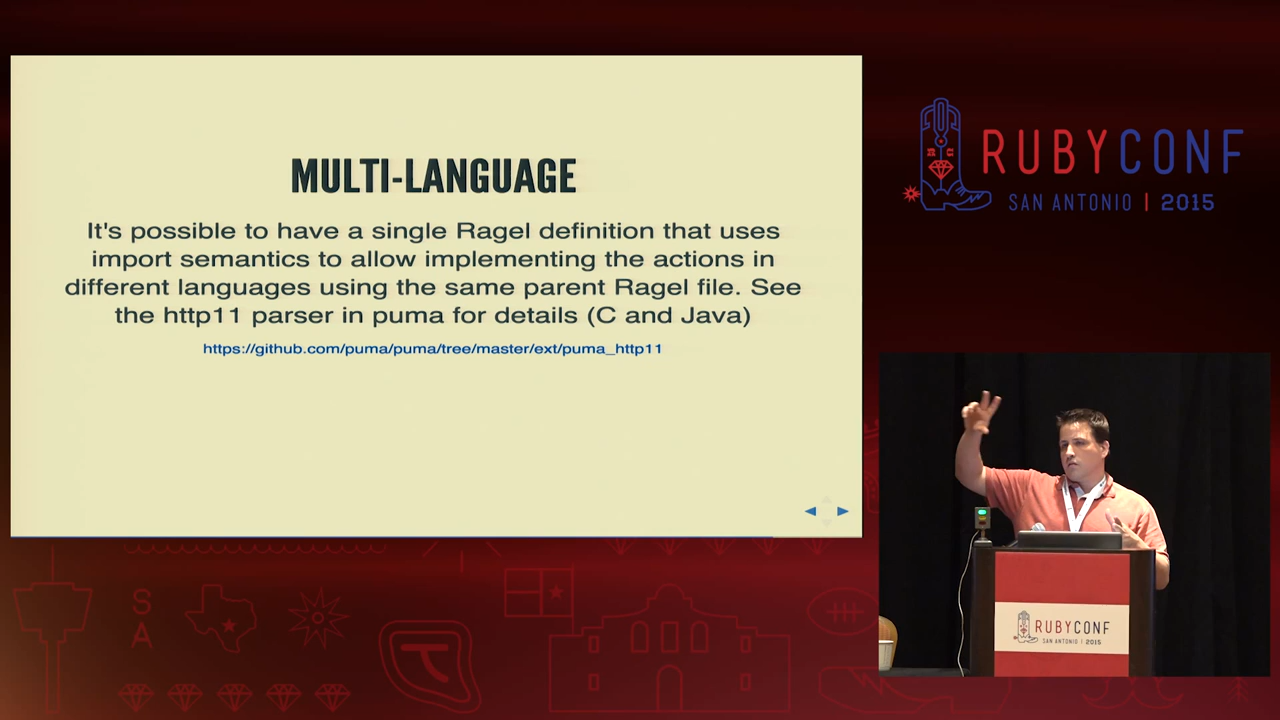 MULTI-LANGUAGE
It's possible to have a single Ragel definition that uses
import semantics to allow implementing the actions in
different languages using the same parent Ragel file. See
the http11 parser in puma for details (C and Java)
https://github.com/puma/puma/tree/master/ext/puma_http11
RUBYCONF
SAN ANTONIO | 2015
RUBYCONF
SAN ANTONIO | 2015
S
A